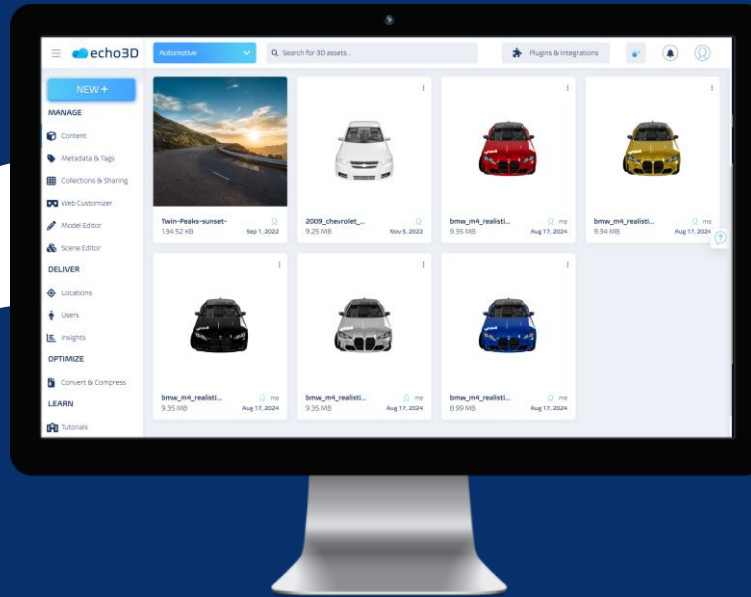 echo3D
Automotive
Search for 3D assets...
Plugins & Integrations
NEW +
MANAGE
Content
Metadata & Tags
Collections & Sharing
Web Customizer
Model Editor
Scene Editor
DELIVER
Locations
Users
Insights
OPTIMIZE
Convert & Compress
LEARN
Tutorials
Twin-Peaks-sunset-
134.52 KB Sep 1, 2022
2009_chevrolet_...
9.25 MB Nov 5, 2022
bmw_m4_realisti... me
9.35 MB Aug 17, 2024
bmw_m4_realisti... me
9.34 MB Aug 17, 2024
?
bmw_m4_realisti... me
9.35 MB Aug 17, 2024
bmw_m4_realisti... me
9.35 MB Aug 17, 2024
bmw_m4_realisti... me
8.99 MB Aug 17, 2024